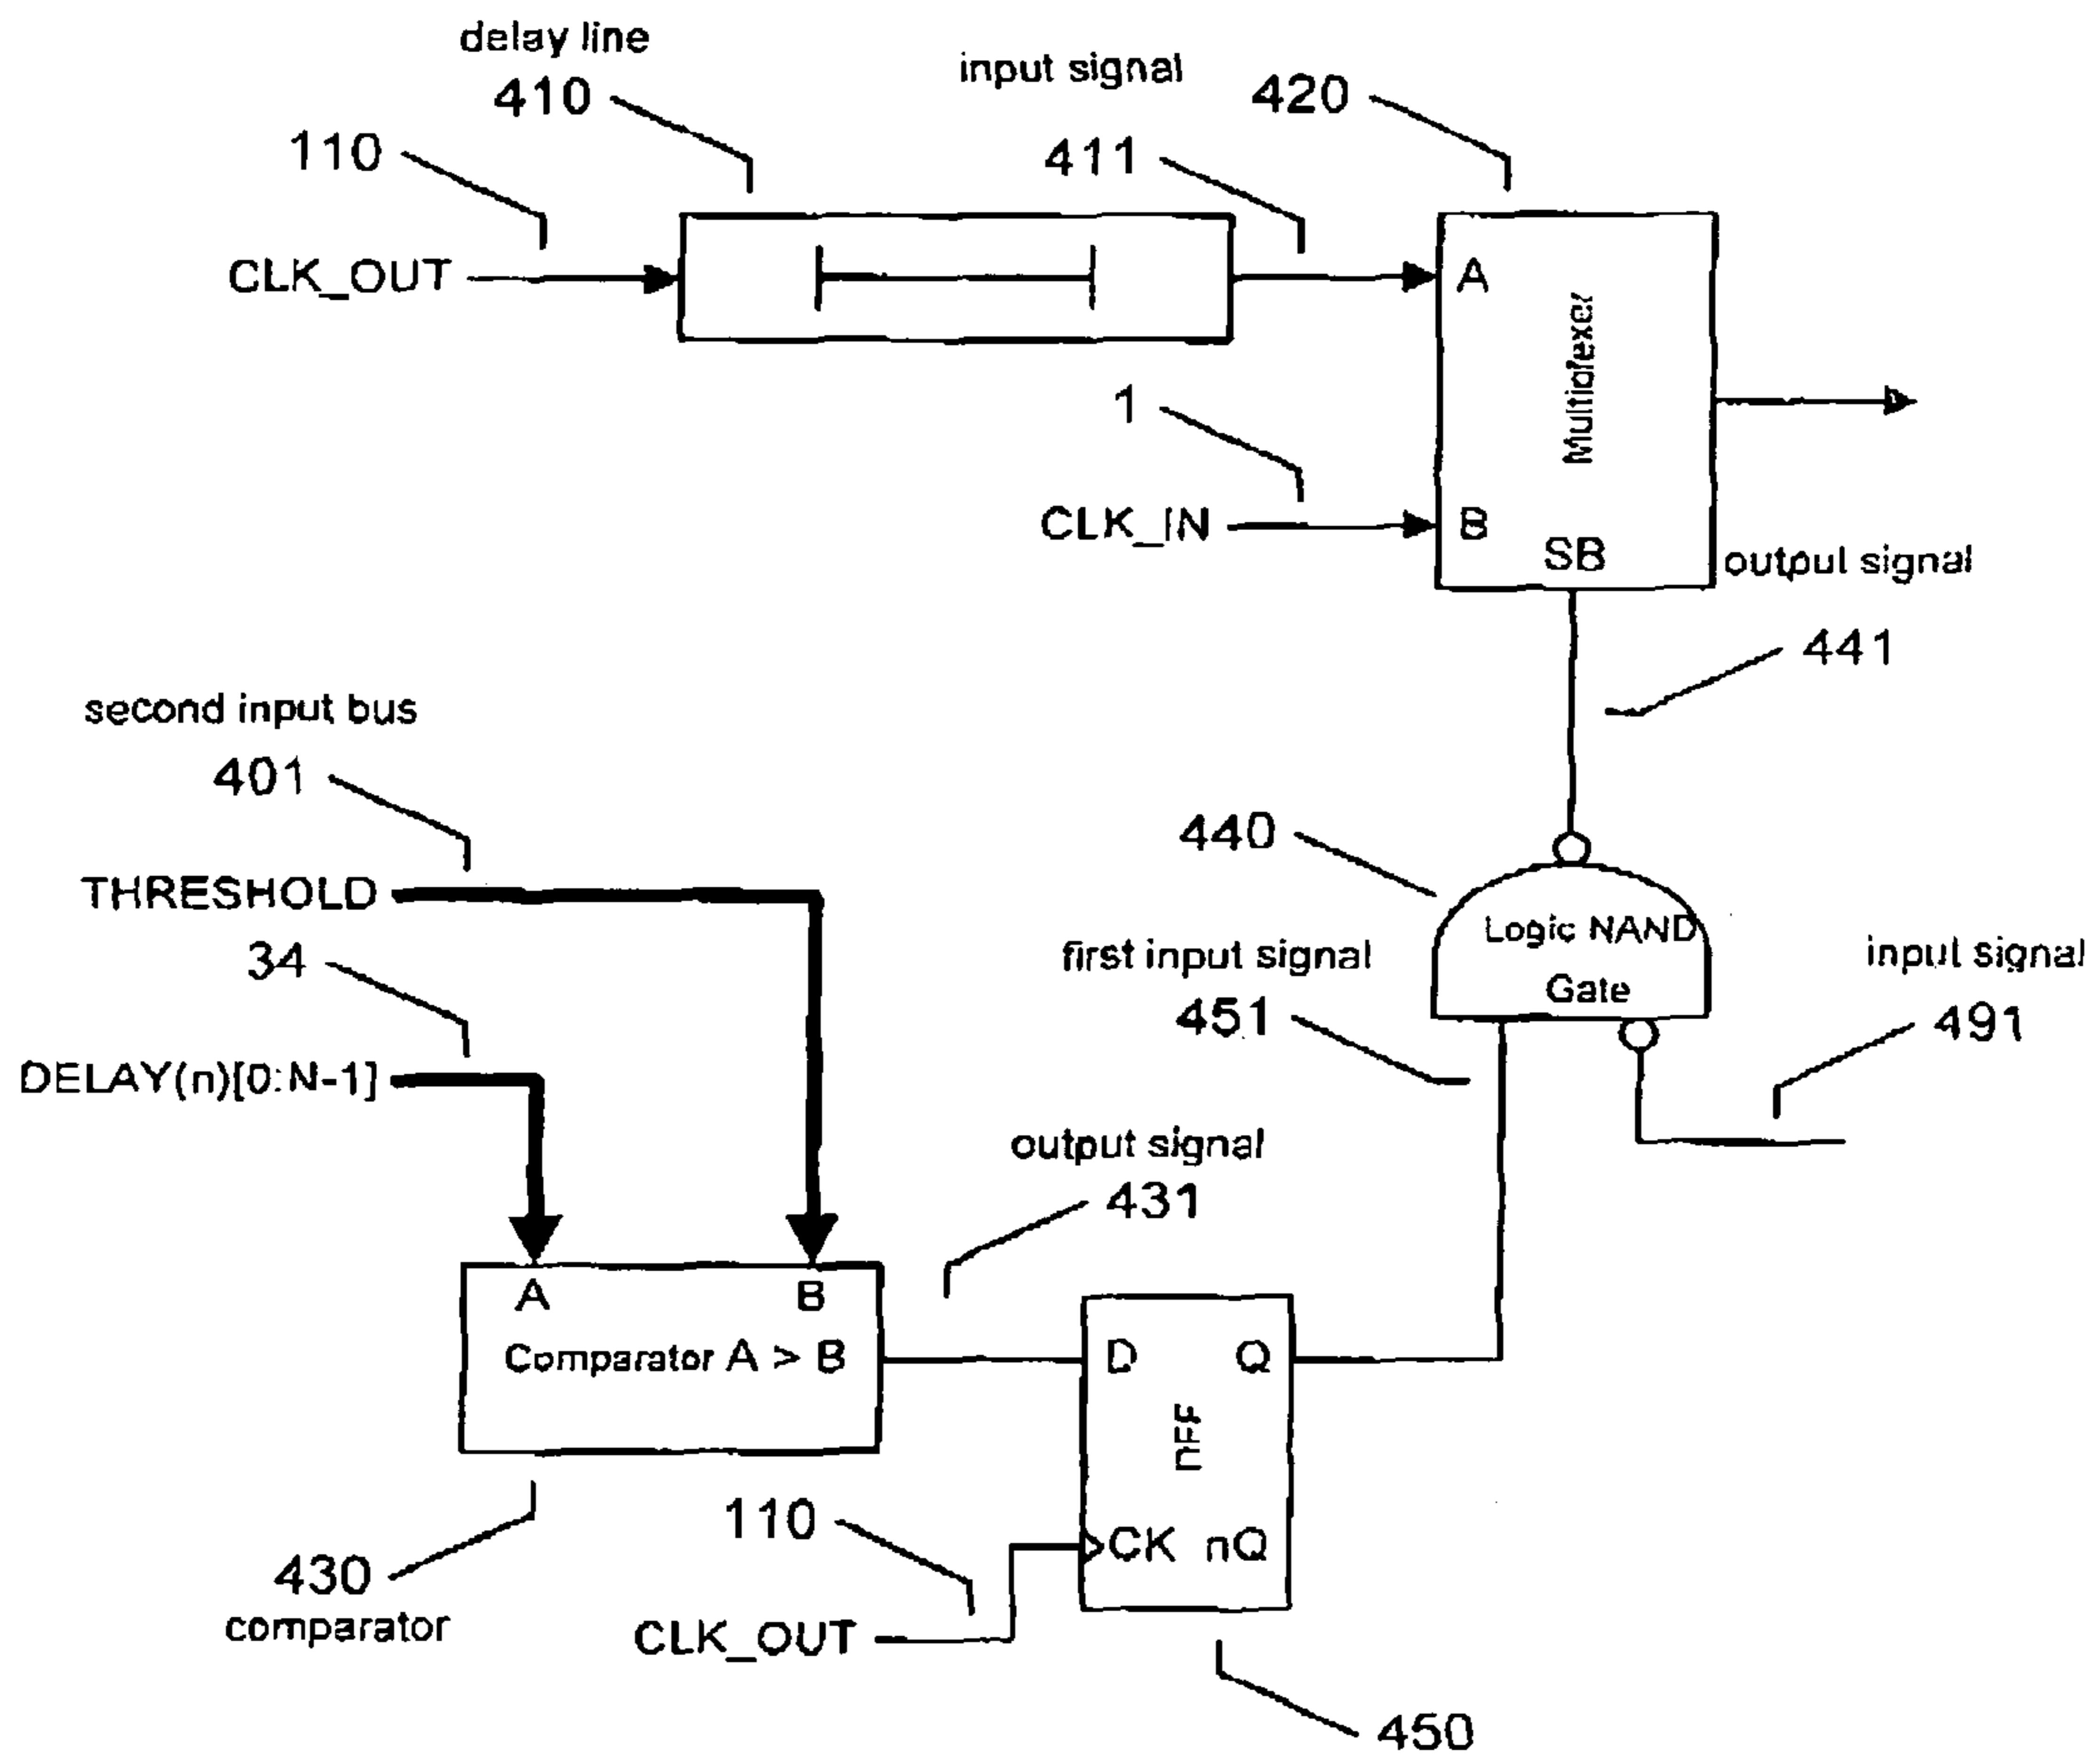 delay line
410
input signal
411
420
110
CLK_OUT
A
Multiplexer
1
CLK_IN
B
SB
output signal
441
second input bus
401
THRESHOLD
34
DELAY(n)[0:N-1]
440
Logic NAND
Gate
first input signal
451
input signal
491
output signal
431
A
B
Comparator A > B
D
Q
CK
nQ
430
comparator
110
CLK_OUT
450